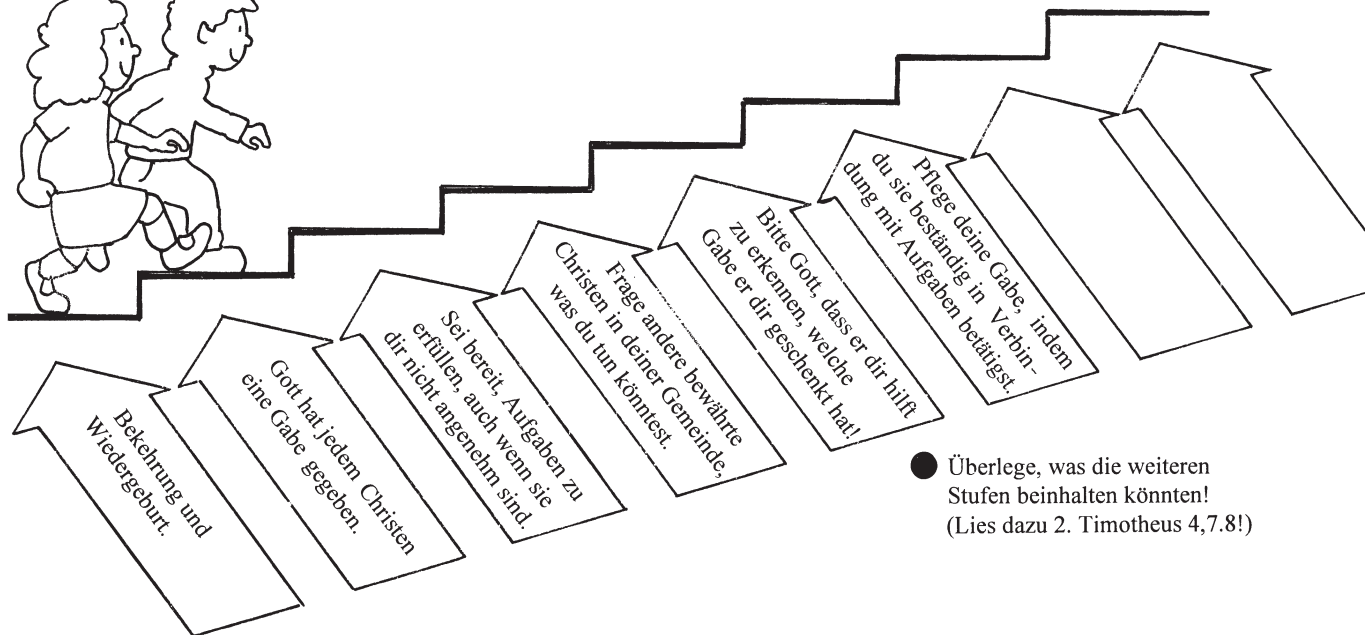 Bekehrung und
Wiedergeburt.
Gott hat jedem Christen
eine Gabe gegeben.
Sei bereit, Aufgaben zu
erfüllen, auch wenn sie
dir nicht angenehm sind.
Frage andere bewährte
Christen in deiner Gemeinde,
was du tun könntest.
Bitte Gott, dass er dir hilft
zu erkennen, welche
Gabe er dir geschenkt hat!
Pflege deine Gabe, indem
du sie beständig in Verbin-
dung mit Aufgaben betätigst.
Überlege, was die weiteren
Stufen beinhalten könnten!
(Lies dazu 2. Timotheus 4,7.8!)